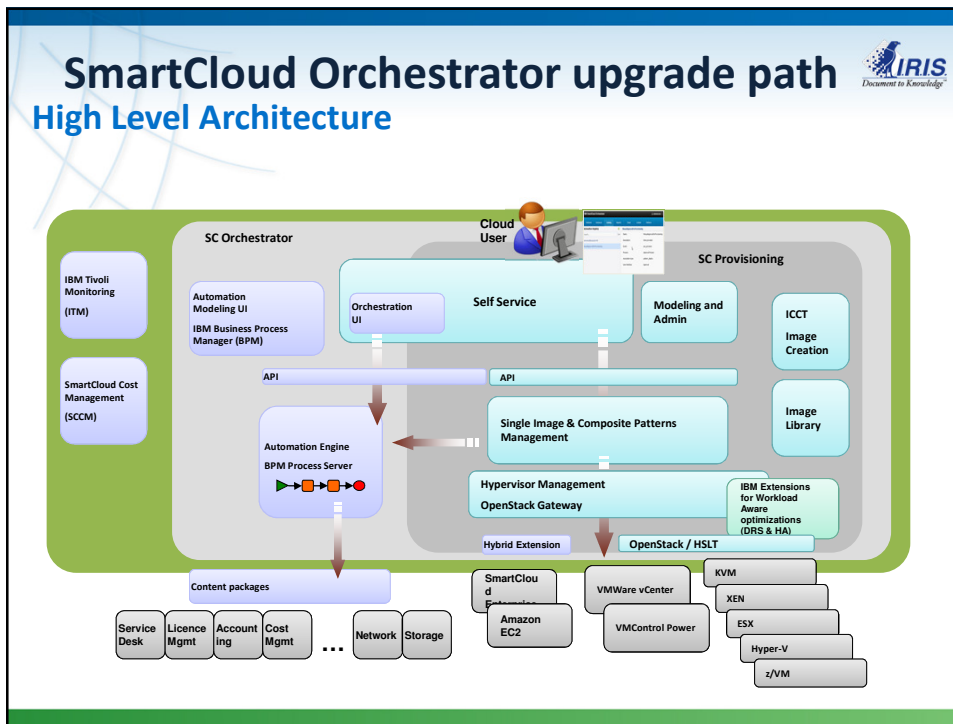 SmartCloud Orchestrator upgrade path
IRIS
Document to Knowledge
High Level Architecture
Cloud
User
SC Orchestrator
SC Provisioning
IBM Tivoli
Monitoring
(ITM)
SmartCloud Cost
Management
(SCCM)
Automation
Modeling UI
IBM Business Process
Manager (BPM)
Orchestration
UI
Self Service
Modeling and
Admin
ICCT
Image
Creation
API
API
Image
Library
Automation Engine
BPM Process Server
Single Image & Composite Patterns
Management
Hypervisor Management
OpenStack Gateway
IBM Extensions
for Workload
Aware
optimizations
(DRS & HA)
Hybrid Extension
OpenStack / HSLT
Content packages
Service
Desk
Licence
Mgmt
Account
ing
Cost
Mgmt
...
Network
Storage
SmartClou
d
Amazon
EC2
VMWare vCenter
VMControl Power
KVM
XEN
ESX
Hyper-V
z/VM